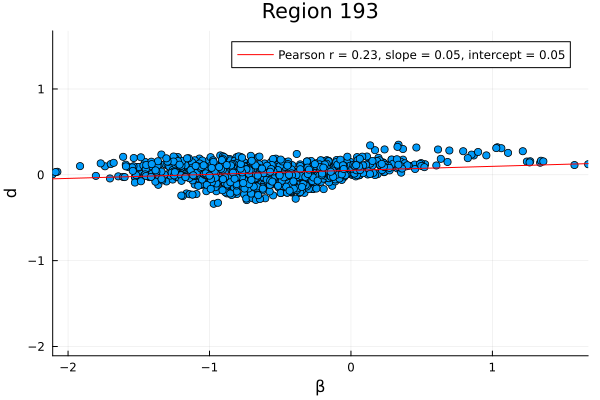 Region 193
Pearson r = 0.23, slope = 0.05, intercept = 0.05
1
0
−1
−2
d
−2
−1
0
1
β